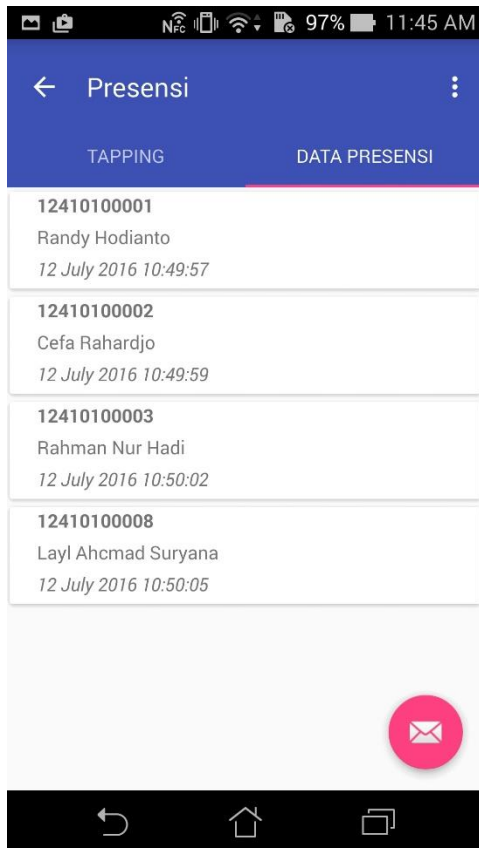 NFC 97% 11:45 AM
Presensi
TAPPING DATA PRESENSI
12410100001
Randy Hodianto
12 July 2016 10:49:57
12410100002
Cefa Rahardjo
12 July 2016 10:49:59
12410100003
Rahman Nur Hadi
12 July 2016 10:50:02
12410100008
Layl Ahcmad Suryana
12 July 2016 10:50:05